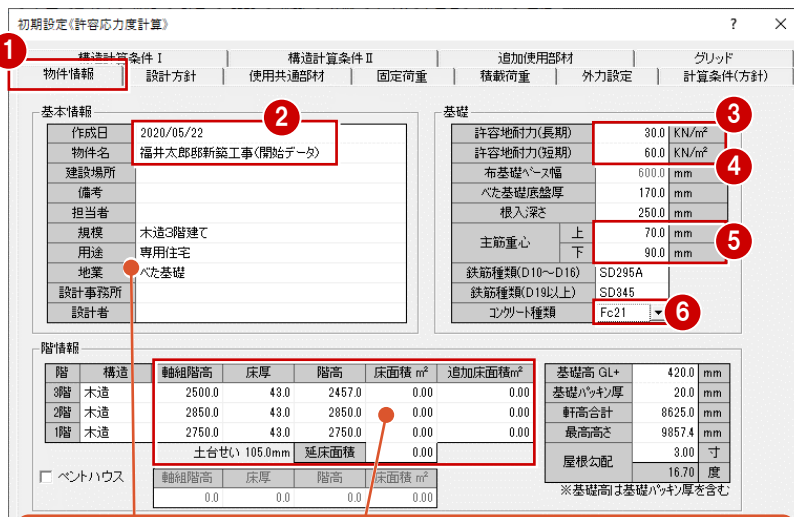 初期設定《許容応力度計算》 ? ×
1
構造計算条件Ⅰ 構造計算条件Ⅱ 追加使用部材 グリッド
物件情報 設計方針 使用共通部材 固定荷重 積載荷重 外力設定 計算条件(方針)
基本情報
作成日 2020/05/22 2
物件名 福井太郎邸新築工事(開始データ)
建設場所
備考
担当者
規模 木造3階建て
用途 専用住宅
地業 べた基礎
設計事務所
設計者
基礎
許容地耐力(長期) 30.0 KN/m² 3
許容地耐力(短期) 60.0 KN/m² 4
布基礎ベース幅 600.0 mm
べた基礎底盤厚 170.0 mm
根入深さ 250.0 mm
主筋重心 上 70.0 mm 5
下 90.0 mm
鉄筋種類(D10～D16) SD295A
鉄筋種類(D19以上) SD345
コンクリート種類 Fc21 6
階情報
階 構造 軸組階高 床厚 階高 床面積 m² 追加床面積m²
3階 木造 2500.0 43.0 2457.0 0.00 0.00
2階 木造 2850.0 43.0 2850.0 0.00 0.00
1階 木造 2750.0 43.0 2750.0 0.00 0.00
土台せい 105.0mm 延床面積 0.00
ペントハウス 軸組階高 床厚 階高 床面積 m²
0.0 0.0 0.0 0.00
基礎高 GL+ 420.0 mm
基礎パッキン厚 20.0 mm
軒高合計 8625.0 mm
最高高さ 9857.4 mm
屋根勾配 3.00 寸
16.70 度
※基礎高は基礎パッキン厚を含む